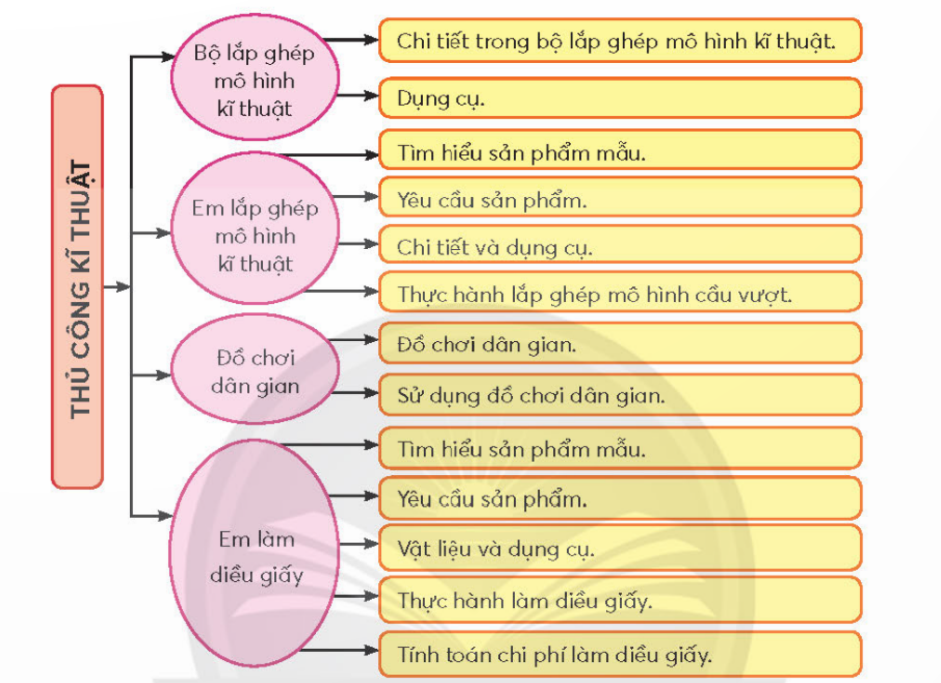 THỦ CÔNG KĨ THUẬT
Bộ lắp ghép
mô hình
kĩ thuật
Chi tiết trong bộ lắp ghép mô hình kĩ thuật.
Dụng cụ.
Em lắp ghép
mô hình
kĩ thuật
Tìm hiểu sản phẩm mẫu.
Yêu cầu sản phẩm.
Chi tiết và dụng cụ.
Thực hành lắp ghép mô hình cầu vượt.
Đồ chơi
dân gian
Đồ chơi dân gian.
Sử dụng đồ chơi dân gian.
Em làm
diều giấy
Tìm hiểu sản phẩm mẫu.
Yêu cầu sản phẩm.
Vật liệu và dụng cụ.
Thực hành làm diều giấy.
Tính toán chi phí làm diều giấy.